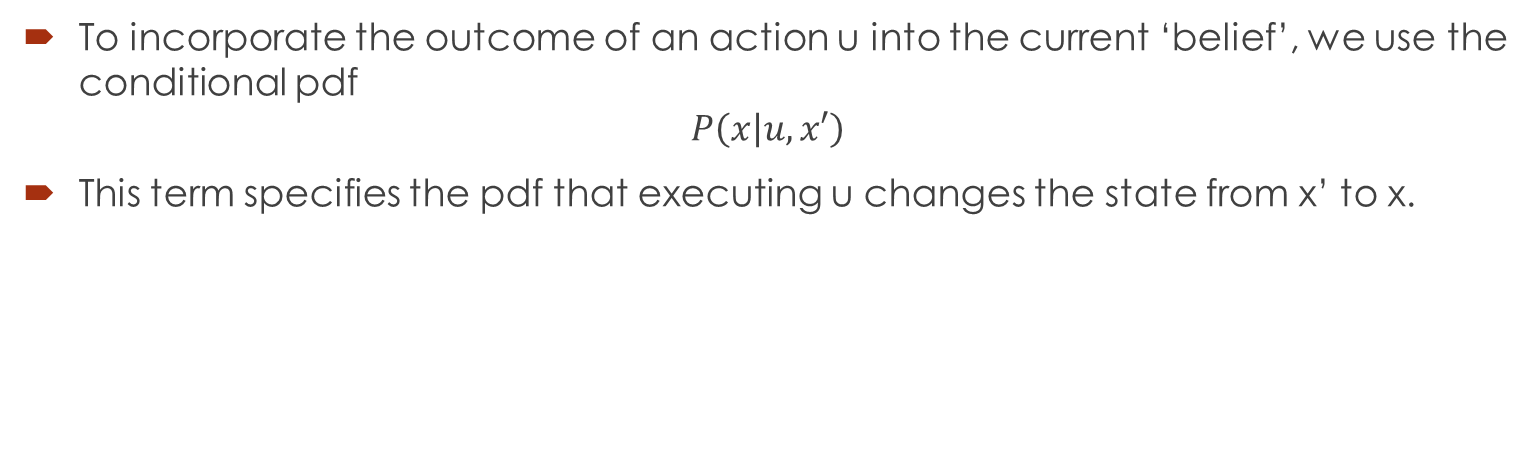 To incorporate the outcome of an action u into the current ‘belief’, we use the
conditional pdf
P(x|u, x′)
This term specifies the pdf that executing u changes the state from x’ to x.